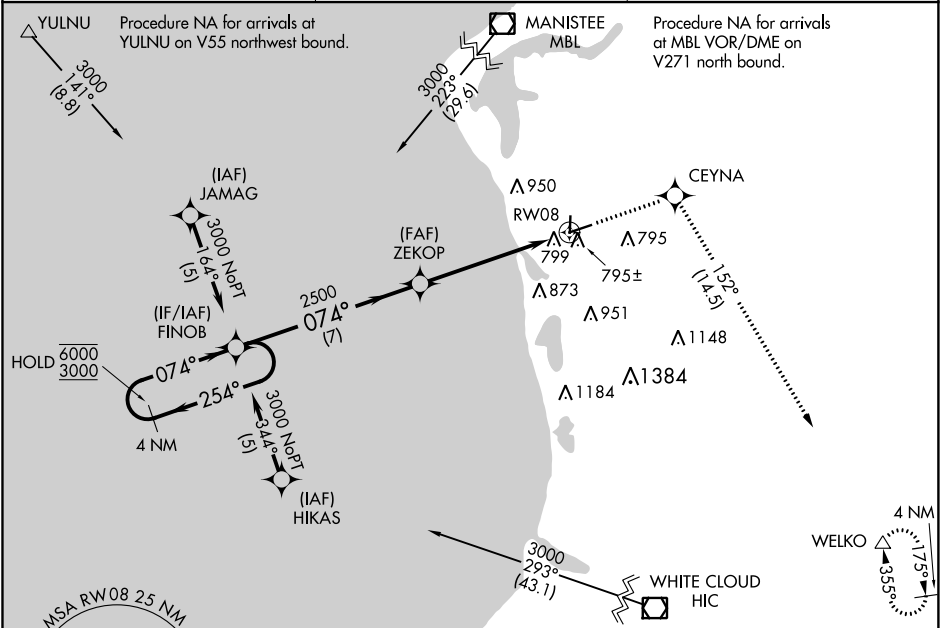 YULNU
Procedure NA for arrivals at
YULNU on V55 northwest bound.
MANISTEE
MBL
Procedure NA for arrivals
at MBL VOR/DME on
V271 north bound.
3000
141°
(8.8)
3000
223°
(29.6)
(IAF)
JAMAG
950
CEYNA
RW08
3000 NoPT
164°
(5)
(FAF)
ZEKOP
799
795
795±
873
951
152°
(14.5)
(IF/IAF)
FINOB
2500
074°
(7)
1148
HOLD
6000
3000
074°
254°
1384
1184
4 NM
3000 NoPT
344°
(5)
(IAF)
HIKAS
4 NM
WELKO
175°
355°
3000
293°
(43.1)
WHITE CLOUD
HIC
MSA RW08 25 NM